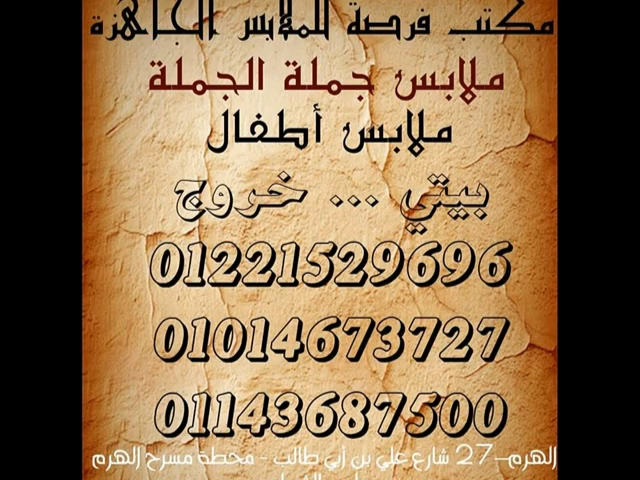 مكتب فرصة للملابس الجاهزة
ملابس جملة الجملة
ملابس أطفال
بيتي ... خروج
01221529696
01014673727
01143687500
الهرم-27 شارع علي بن أبي طالب - محطة مسرح الهرم